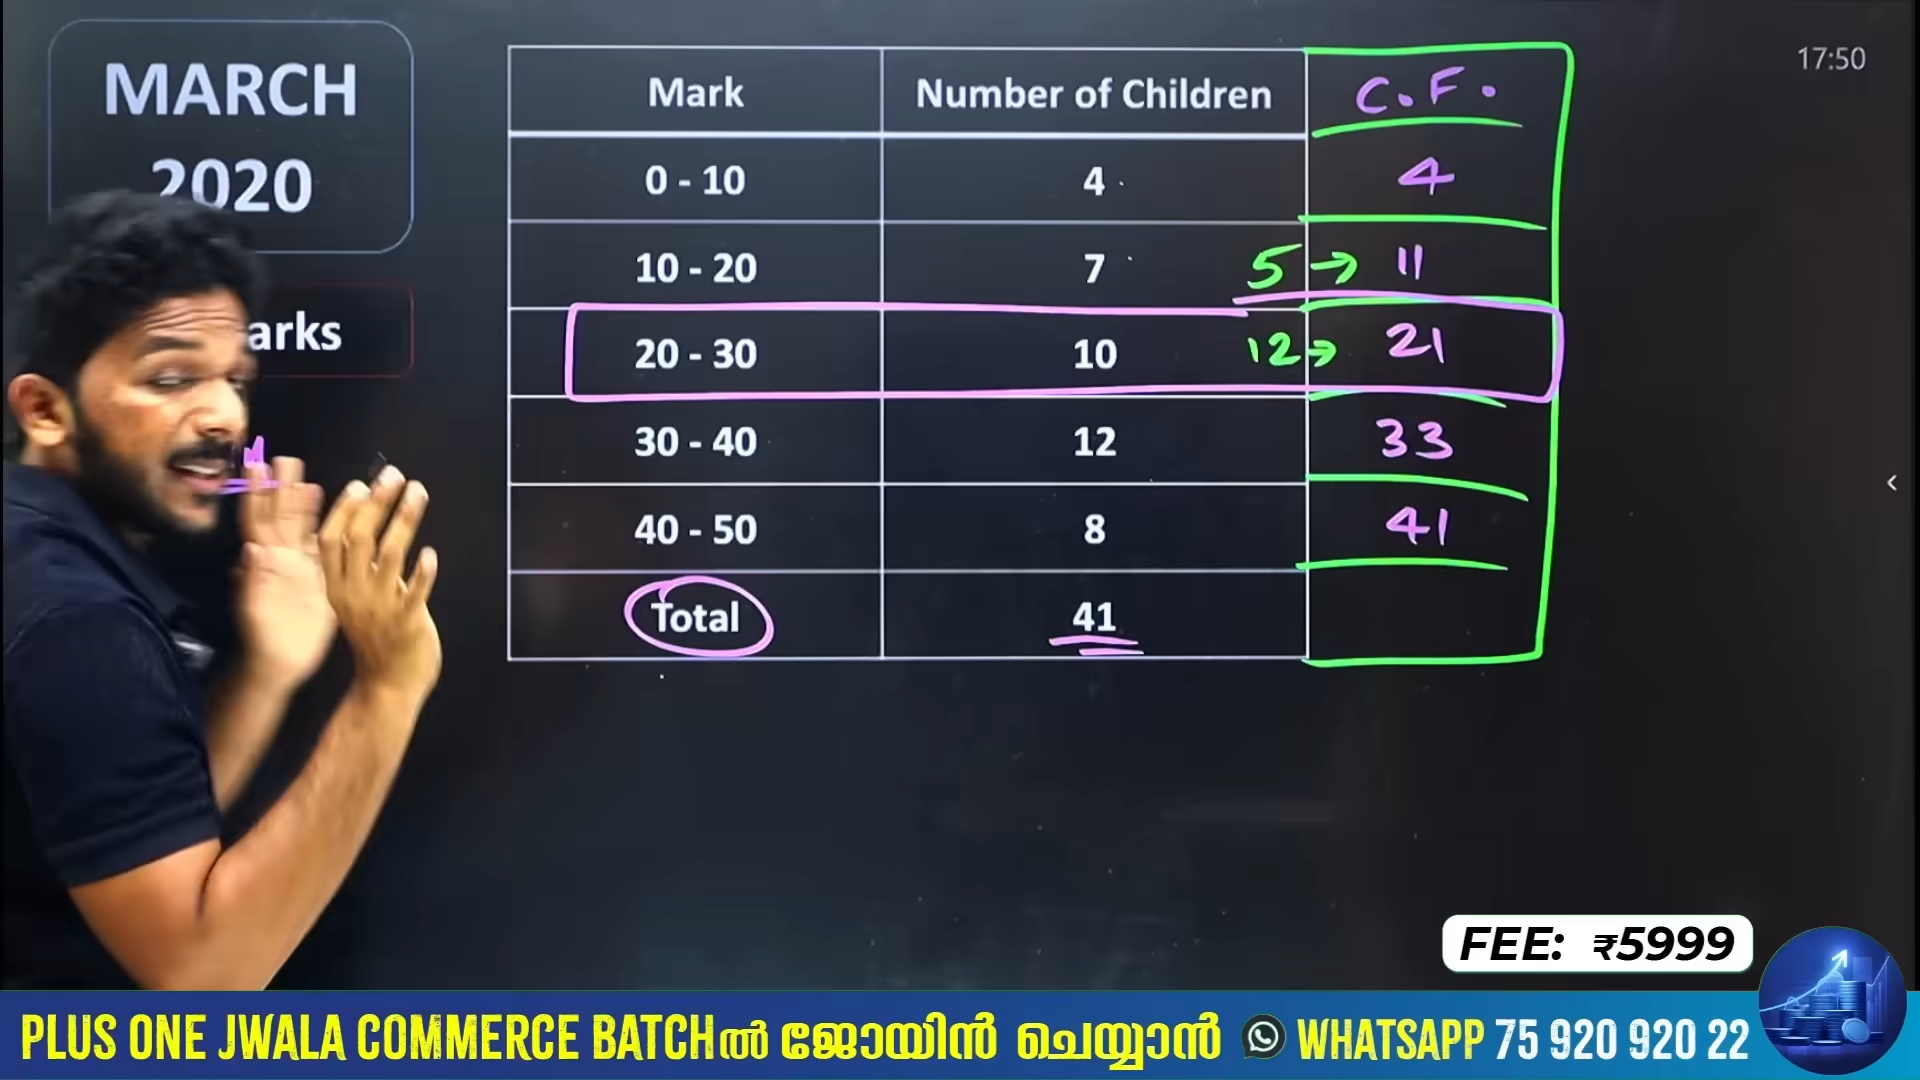 MARCH
2020
arks
17:50
Mark Number of Children C.F.
0 - 10 4 4
10 - 20 7 5 → 11
20 - 30 10 12 → 21
30 - 40 12 33
40 - 50 8 41
Total 41
FEE: ₹5999
PLUS ONE JWALA COMMERCE BATCHൽ ജോയിൻ ചെയ്യാൻ WHATSAPP 75 920 920 22